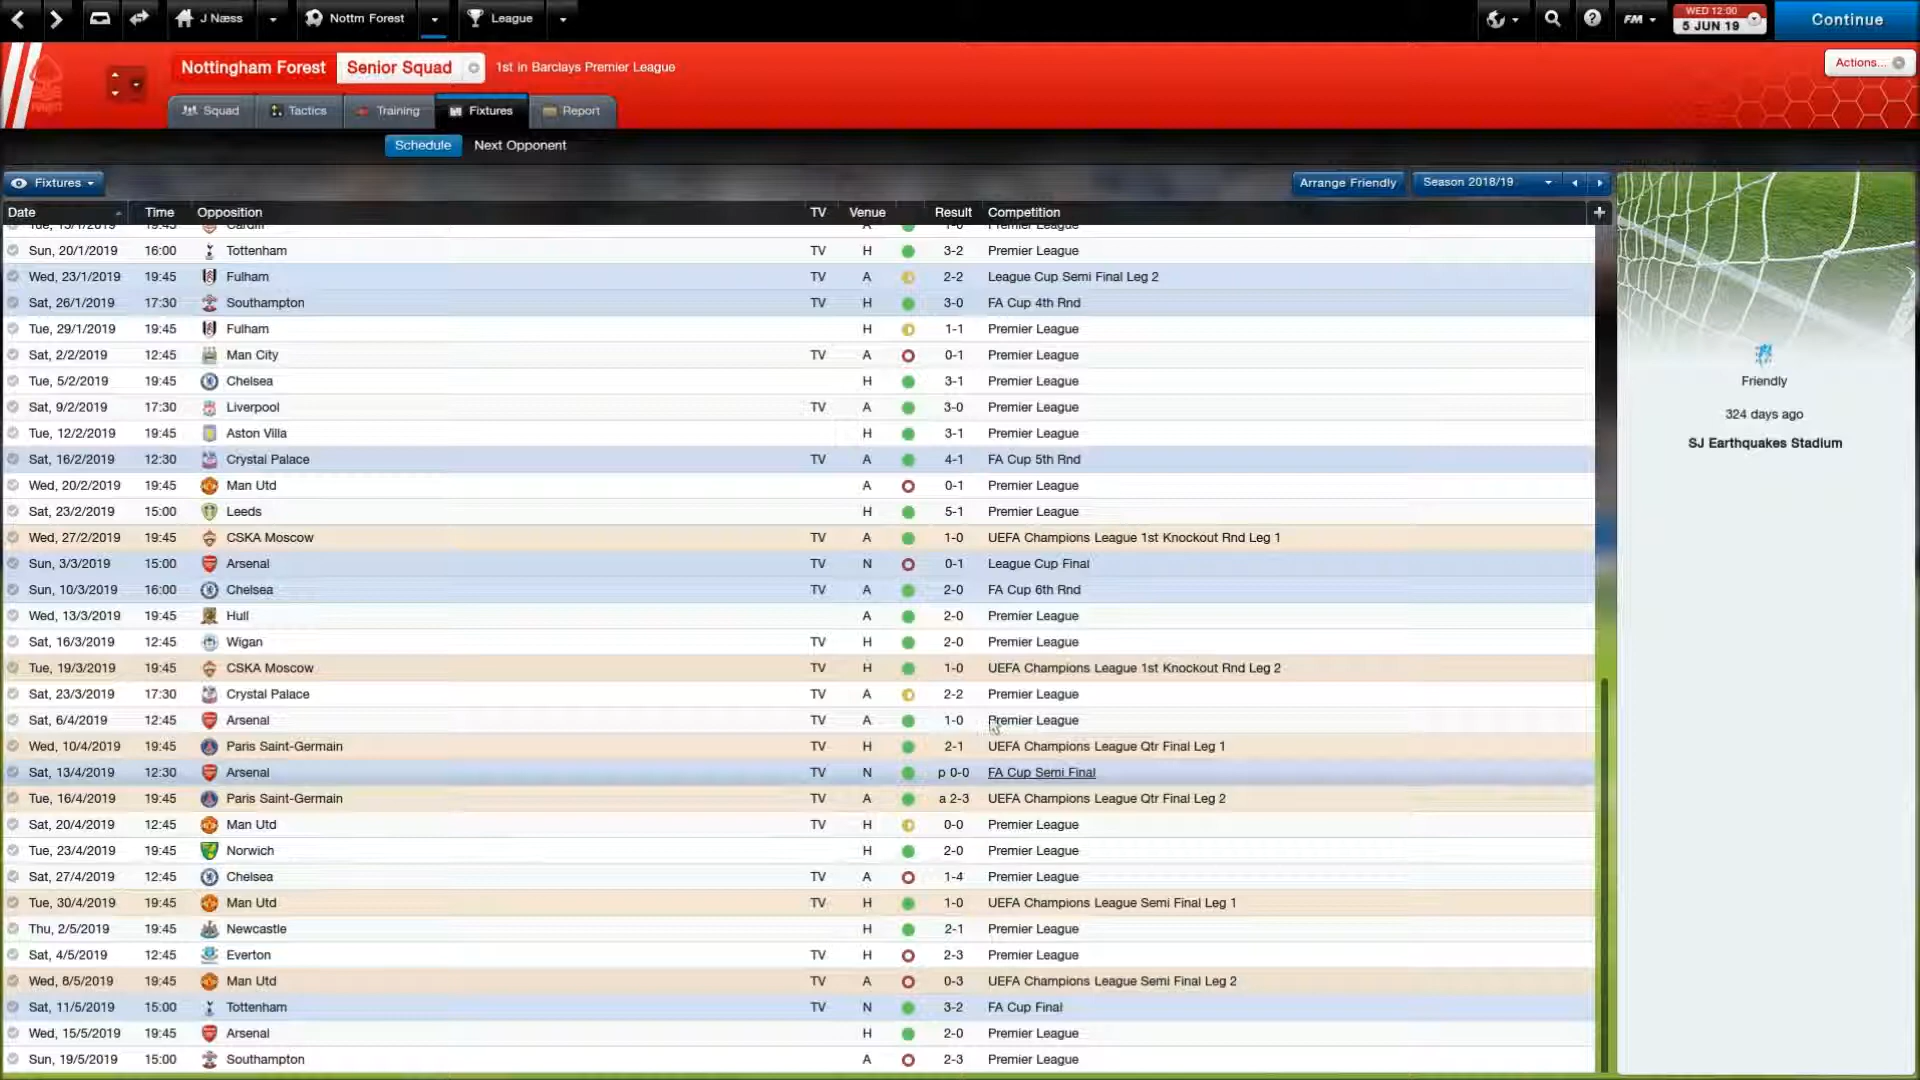 J Næss
Nottm Forest
League
FM
WED 12:00
5 JUN 19
Continue
Nottingham Forest
Senior Squad
1st in Barclays Premier League
Actions...
Squad
Tactics
Training
Fixtures
Report
Schedule
Next Opponent
Fixtures
Arrange Friendly
Season 2018/19
Date Time Opposition TV Venue Result Competition
Tue, 15/1/2019 19:45 Cardiff A 1-0 Premier League
Sun, 20/1/2019 16:00 Tottenham TV H 3-2 Premier League
Wed, 23/1/2019 19:45 Fulham TV A 2-2 League Cup Semi Final Leg 2
Sat, 26/1/2019 17:30 Southampton TV H 3-0 FA Cup 4th Rnd
Tue, 29/1/2019 19:45 Fulham H 1-1 Premier League
Sat, 2/2/2019 12:45 Man City TV A 0-1 Premier League
Tue, 5/2/2019 19:45 Chelsea H 3-1 Premier League
Sat, 9/2/2019 17:30 Liverpool TV A 3-0 Premier League
Tue, 12/2/2019 19:45 Aston Villa H 3-1 Premier League
Sat, 16/2/2019 12:30 Crystal Palace TV A 4-1 FA Cup 5th Rnd
Wed, 20/2/2019 19:45 Man Utd A 0-1 Premier League
Sat, 23/2/2019 15:00 Leeds H 5-1 Premier League
Wed, 27/2/2019 19:45 CSKA Moscow TV A 1-0 UEFA Champions League 1st Knockout Rnd Leg 1
Sun, 3/3/2019 15:00 Arsenal TV N 0-1 League Cup Final
Sun, 10/3/2019 16:00 Chelsea TV A 2-0 FA Cup 6th Rnd
Wed, 13/3/2019 19:45 Hull A 2-0 Premier League
Sat, 16/3/2019 12:45 Wigan TV H 2-0 Premier League
Tue, 19/3/2019 19:45 CSKA Moscow TV H 1-0 UEFA Champions League 1st Knockout Rnd Leg 2
Sat, 23/3/2019 17:30 Crystal Palace TV A 2-2 Premier League
Sat, 6/4/2019 12:45 Arsenal TV A 1-0 Premier League
Wed, 10/4/2019 19:45 Paris Saint-Germain TV H 2-1 UEFA Champions League Qtr Final Leg 1
Sat, 13/4/2019 12:30 Arsenal TV N p 0-0 FA Cup Semi Final
Tue, 16/4/2019 19:45 Paris Saint-Germain TV A a 2-3 UEFA Champions League Qtr Final Leg 2
Sat, 20/4/2019 12:45 Man Utd TV H 0-0 Premier League
Tue, 23/4/2019 19:45 Norwich H 2-0 Premier League
Sat, 27/4/2019 12:45 Chelsea TV A 1-4 Premier League
Tue, 30/4/2019 19:45 Man Utd TV H 1-0 UEFA Champions League Semi Final Leg 1
Thu, 2/5/2019 19:45 Newcastle H 2-1 Premier League
Sat, 4/5/2019 12:45 Everton TV H 2-3 Premier League
Wed, 8/5/2019 19:45 Man Utd TV A 0-3 UEFA Champions League Semi Final Leg 2
Sat, 11/5/2019 15:00 Tottenham TV N 3-2 FA Cup Final
Wed, 15/5/2019 19:45 Arsenal H 2-0 Premier League
Sun, 19/5/2019 15:00 Southampton A 2-3 Premier League
Friendly
324 days ago
SJ Earthquakes Stadium